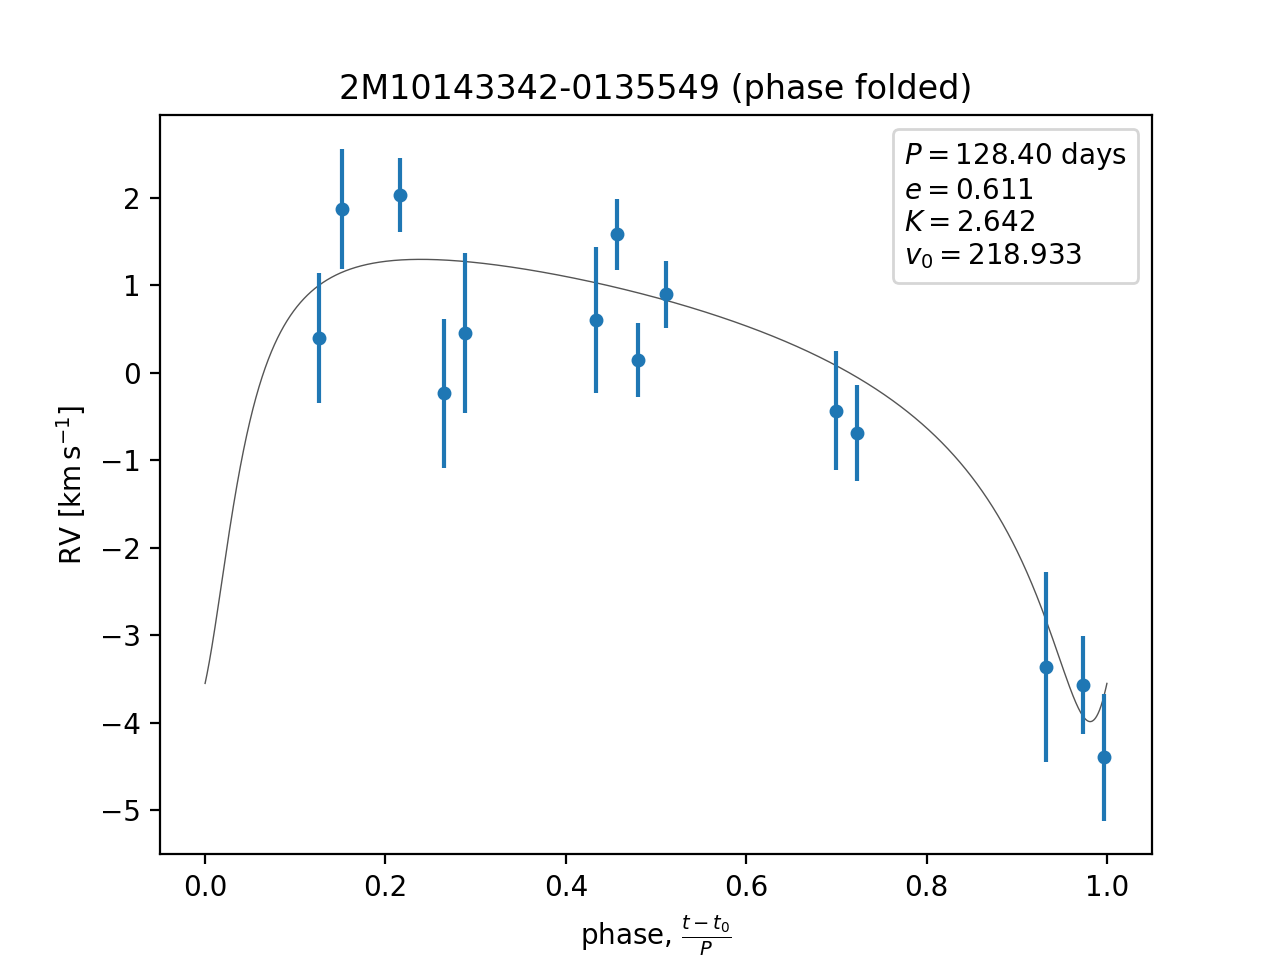 2M10143342-0135549 (phase folded)
P = 128.40 days
e = 0.611
K = 2.642
v₀ = 218.933
RV [km s⁻¹]
2
1
0
−1
−2
−3
−4
−5
0.0 0.2 0.4 0.6 0.8 1.0
phase, (t − t₀)/P